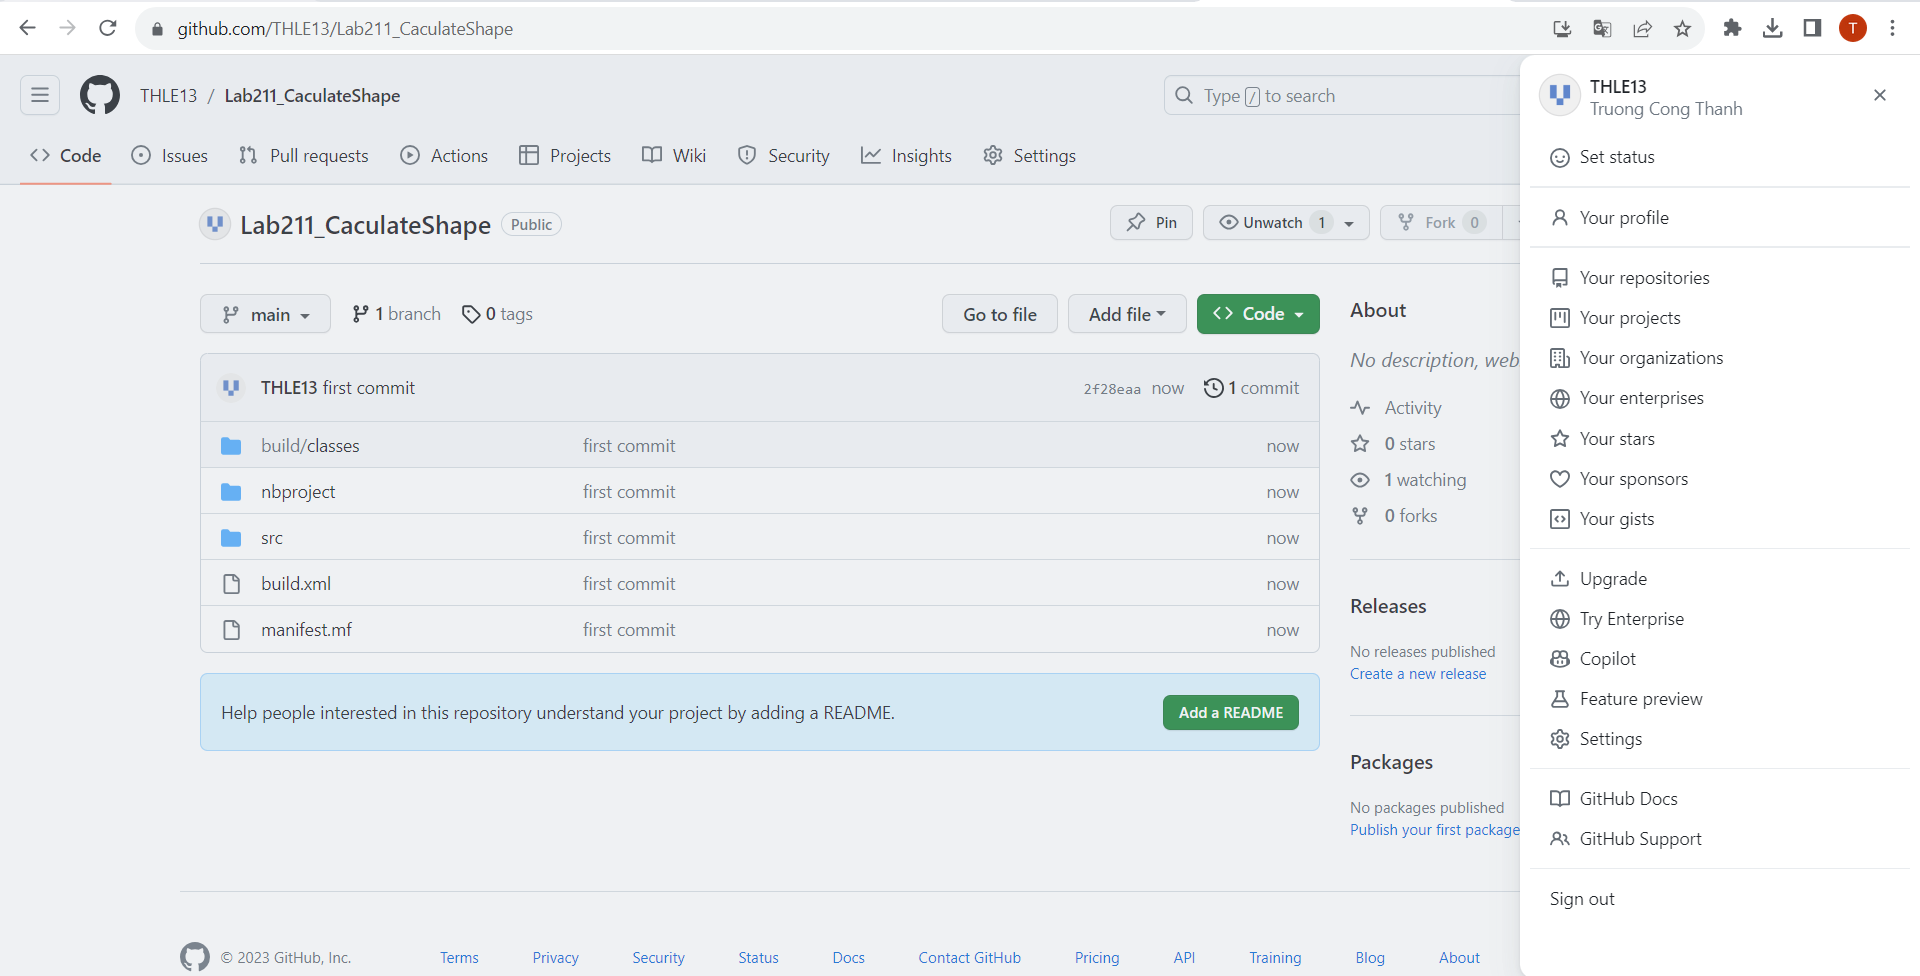 github.com/THLE13/Lab211_CaculateShape
T
THLE13 / Lab211_CaculateShape
Type / to search
Code Issues Pull requests Actions Projects Wiki Security Insights Settings
Lab211_CaculateShape Public
Pin Unwatch 1 Fork 0
main 1 branch 0 tags
Go to file Add file Code
THLE13 first commit 2f28eaa now 1 commit
build/classes first commit now
nbproject first commit now
src first commit now
build.xml first commit now
manifest.mf first commit now
Help people interested in this repository understand your project by adding a README. Add a README
About
No description, web
Activity
0 stars
1 watching
0 forks
Releases
No releases published
Create a new release
Packages
No packages published
Publish your first package
THLE13
Truong Cong Thanh
Set status
Your profile
Your repositories
Your projects
Your organizations
Your enterprises
Your stars
Your sponsors
Your gists
Upgrade
Try Enterprise
Copilot
Feature preview
Settings
GitHub Docs
GitHub Support
Sign out
© 2023 GitHub, Inc. Terms Privacy Security Status Docs Contact GitHub Pricing API Training Blog About